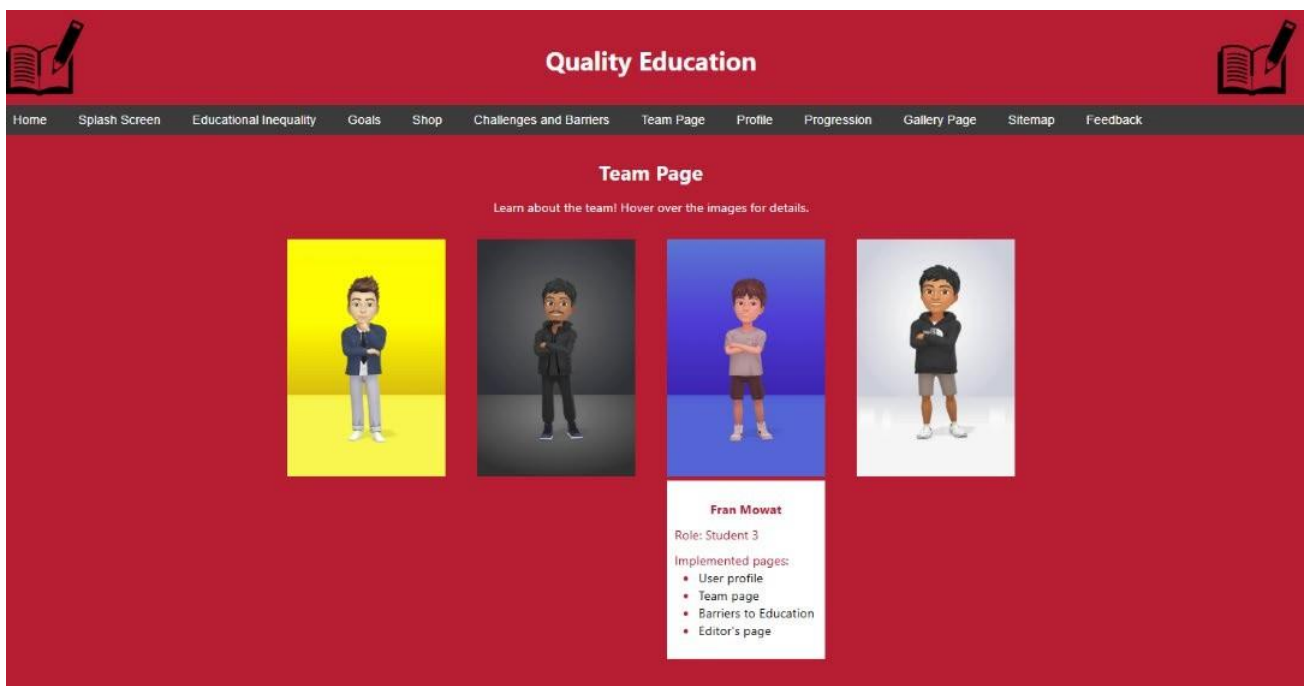 Quality Education
Home Splash Screen Educational Inequality Goals Shop Challenges and Barriers Team Page Profile Progression Gallery Page Sitemap Feedback
Team Page
Learn about the team! Hover over the images for details.
Fran Mowat
Role: Student 3
Implemented pages:
• User profile
• Team page
• Barriers to Education
• Editor's page